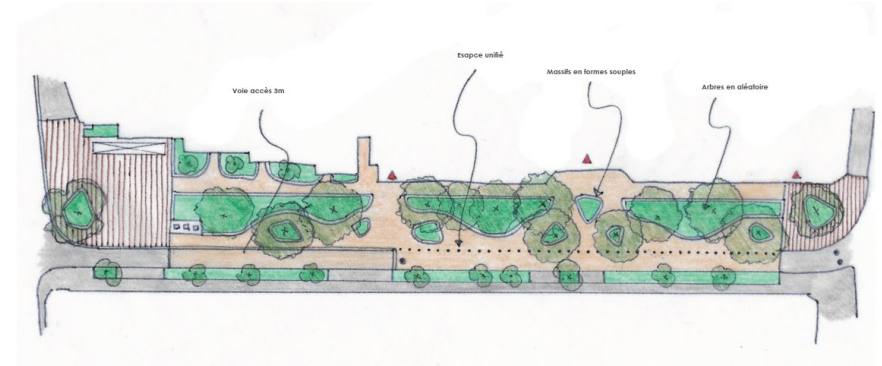 Esapce unifié
Massifs en formes souples
Voie accès 3m
Arbres en aléatoire